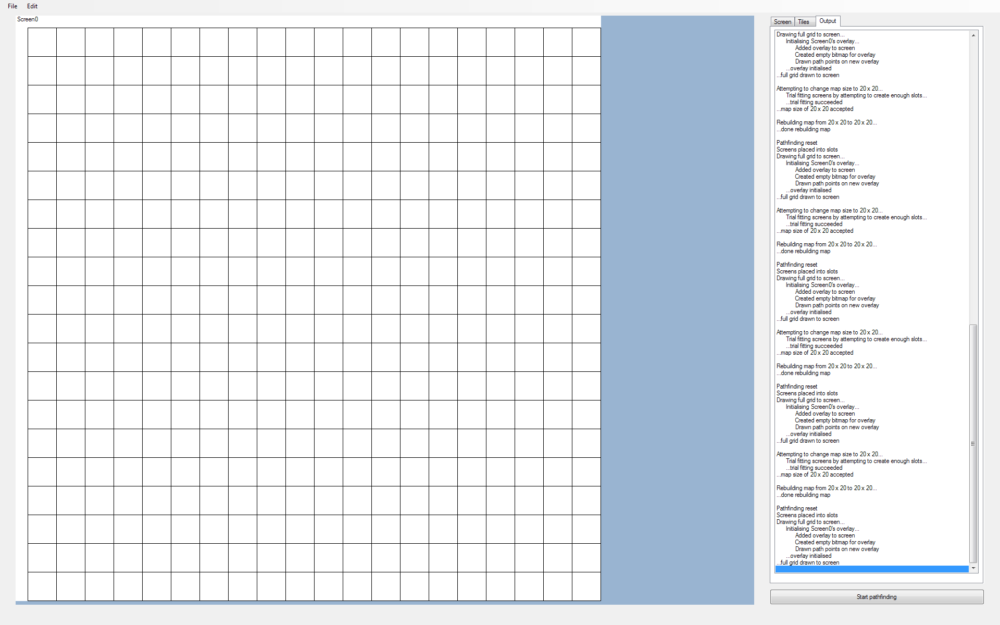 File Edit
Screen0
Screen Tiles Output
Drawing full grid to screen...
Initialising Screen0's overlay...
Added overlay to screen
Created empty bitmap for overlay
Drawn path points on new overlay
...overlay initialised
...full grid drawn to screen
Attempting to change map size to 20 x 20...
Trial fitting screens by attempting to create enough slots...
...trial fitting succeeded
...map size of 20 x 20 accepted
Rebuilding map from 20 x 20 to 20 x 20...
...done rebuilding map
Pathfinding reset
Screens placed into slots
Drawing full grid to screen...
Initialising Screen0's overlay...
Added overlay to screen
Created empty bitmap for overlay
Drawn path points on new overlay
...overlay initialised
...full grid drawn to screen
Attempting to change map size to 20 x 20...
Trial fitting screens by attempting to create enough slots...
...trial fitting succeeded
...map size of 20 x 20 accepted
Rebuilding map from 20 x 20 to 20 x 20...
...done rebuilding map
Pathfinding reset
Screens placed into slots
Drawing full grid to screen...
Initialising Screen0's overlay...
Added overlay to screen
Created empty bitmap for overlay
Drawn path points on new overlay
...overlay initialised
...full grid drawn to screen
Attempting to change map size to 20 x 20...
Trial fitting screens by attempting to create enough slots...
...trial fitting succeeded
...map size of 20 x 20 accepted
Rebuilding map from 20 x 20 to 20 x 20...
...done rebuilding map
Pathfinding reset
Screens placed into slots
Drawing full grid to screen...
Initialising Screen0's overlay...
Added overlay to screen
Created empty bitmap for overlay
Drawn path points on new overlay
...overlay initialised
...full grid drawn to screen
Attempting to change map size to 20 x 20...
Trial fitting screens by attempting to create enough slots...
...trial fitting succeeded
...map size of 20 x 20 accepted
Rebuilding map from 20 x 20 to 20 x 20...
...done rebuilding map
Pathfinding reset
Screens placed into slots
Drawing full grid to screen...
Initialising Screen0's overlay...
Added overlay to screen
Created empty bitmap for overlay
Drawn path points on new overlay
...overlay initialised
...full grid drawn to screen
Start pathfinding